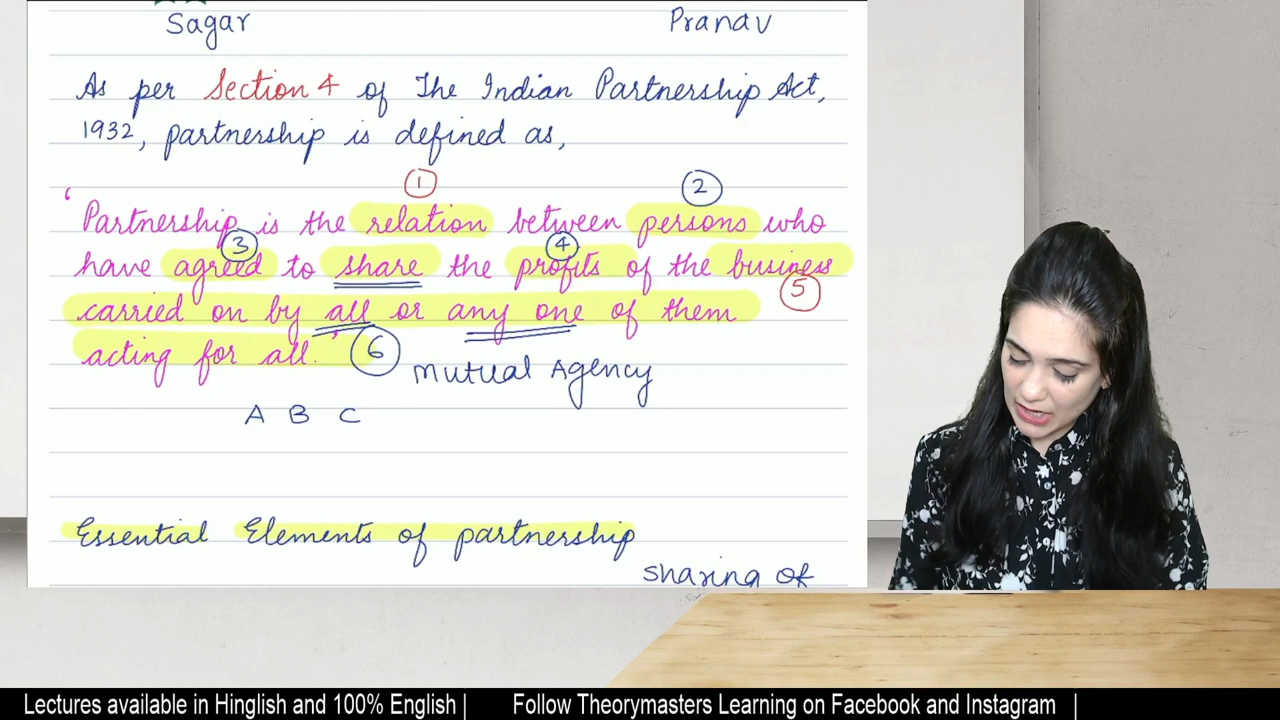 Sagar Pranav
As per Section 4 of The Indian Partnership Act,
1932, partnership is defined as,
1 2
'Partnership is the relation between persons who
3 4
have agreed to share the profits of the business
5
carried on by all or any one of them
acting for all.' 6
Mutual Agency
A B C
Essential Elements of partnership
sharing of
Lectures available in Hinglish and 100% English | Follow Theorymasters Learning on Facebook and Instagram |